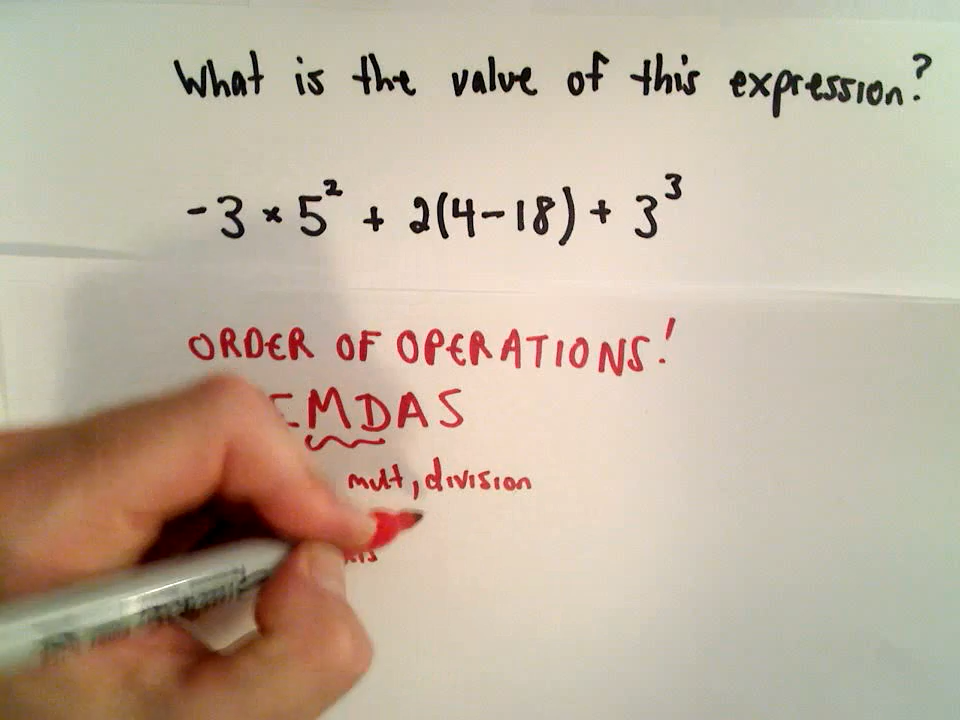 What is the value of this expression?
-3 × 5² + 2(4-18) + 3³
ORDER OF OPERATIONS!
EMDAS
mult, division